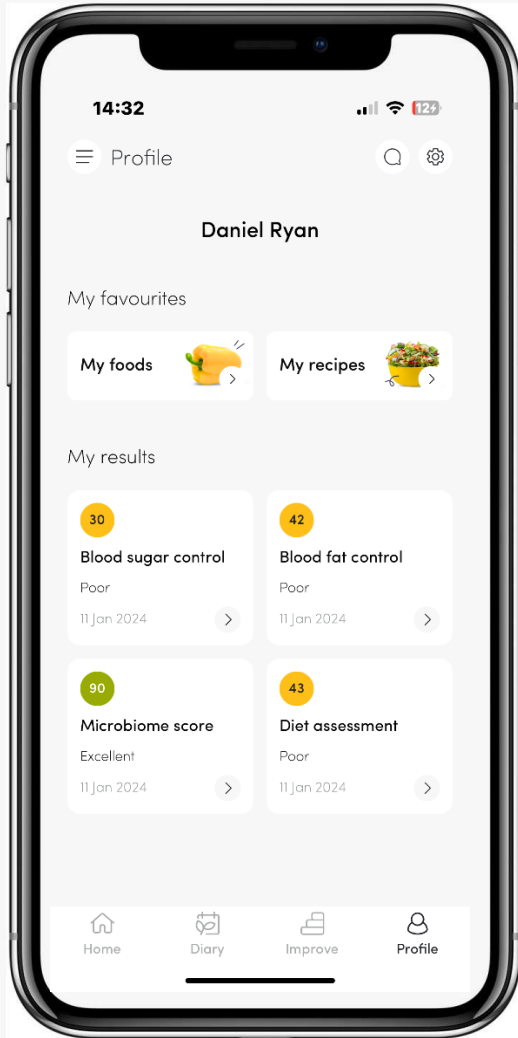 14:32
12
Profile
Daniel Ryan
My favourites
My foods
My recipes
My results
30
42
Blood sugar control
Blood fat control
Poor
Poor
11 Jan 2024
11 Jan 2024
90
43
Microbiome score
Diet assessment
Excellent
Poor
11 Jan 2024
11 Jan 2024
Home
Diary
Improve
Profile